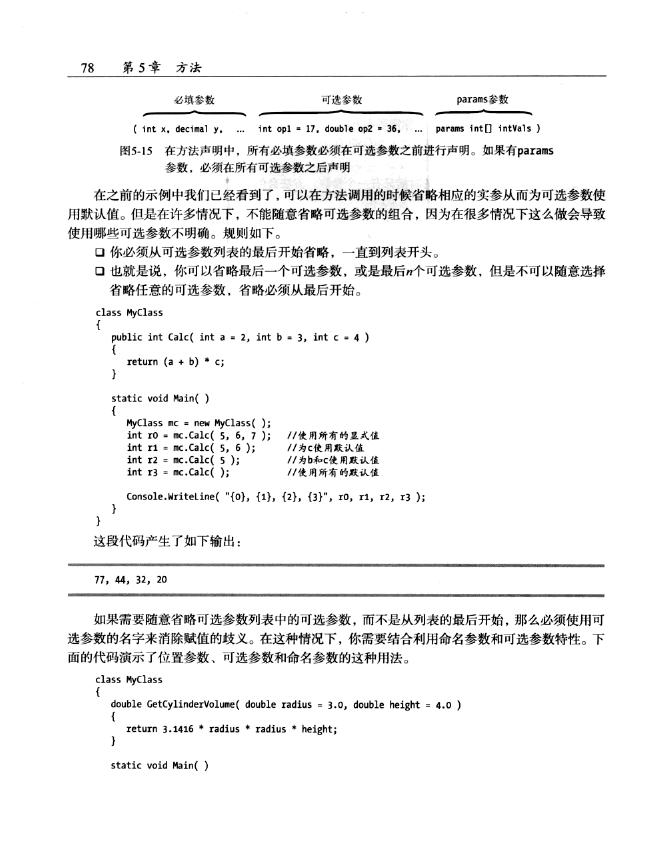 78 第5章 方法
必填参数 可选参数 params参数
( int x, decimal y, … int op1 = 17, double op2 = 36, … params int[] intVals )
图5-15 在方法声明中，所有必填参数必须在可选参数之前进行声明。如果有params
参数，必须在所有可选参数之后声明
在之前的示例中我们已经看到了，可以在方法调用的时候省略相应的实参从而为可选参数使
用默认值。但是在许多情况下，不能随意省略可选参数的组合，因为在很多情况下这么做会导致
使用哪些可选参数不明确。规则如下。
❑ 你必须从可选参数列表的最后开始省略，一直到列表开头。
❑ 也就是说，你可以省略最后一个可选参数，或是最后n个可选参数，但是不可以随意选择
省略任意的可选参数，省略必须从最后开始。
class MyClass
{
public int Calc( int a = 2, int b = 3, int c = 4 )
{
return (a + b) * c;
}
static void Main( )
{
MyClass mc = new MyClass( );
int r0 = mc.Calc( 5, 6, 7 ); //使用所有的显式值
int r1 = mc.Calc( 5, 6 ); //为c使用默认值
int r2 = mc.Calc( 5 ); //为b和c使用默认值
int r3 = mc.Calc( ); //使用所有的默认值
Console.WriteLine( "{0}, {1}, {2}, {3}", r0, r1, r2, r3 );
}
}
这段代码产生了如下输出：
77, 44, 32, 20
如果需要随意省略可选参数列表中的可选参数，而不是从列表的最后开始，那么必须使用可
选参数的名字来消除赋值的歧义。在这种情况下，你需要结合利用命名参数和可选参数特性。下
面的代码演示了位置参数、可选参数和命名参数的这种用法。
class MyClass
{
double GetCylinderVolume( double radius = 3.0, double height = 4.0 )
{
return 3.1416 * radius * radius * height;
}
static void Main( )